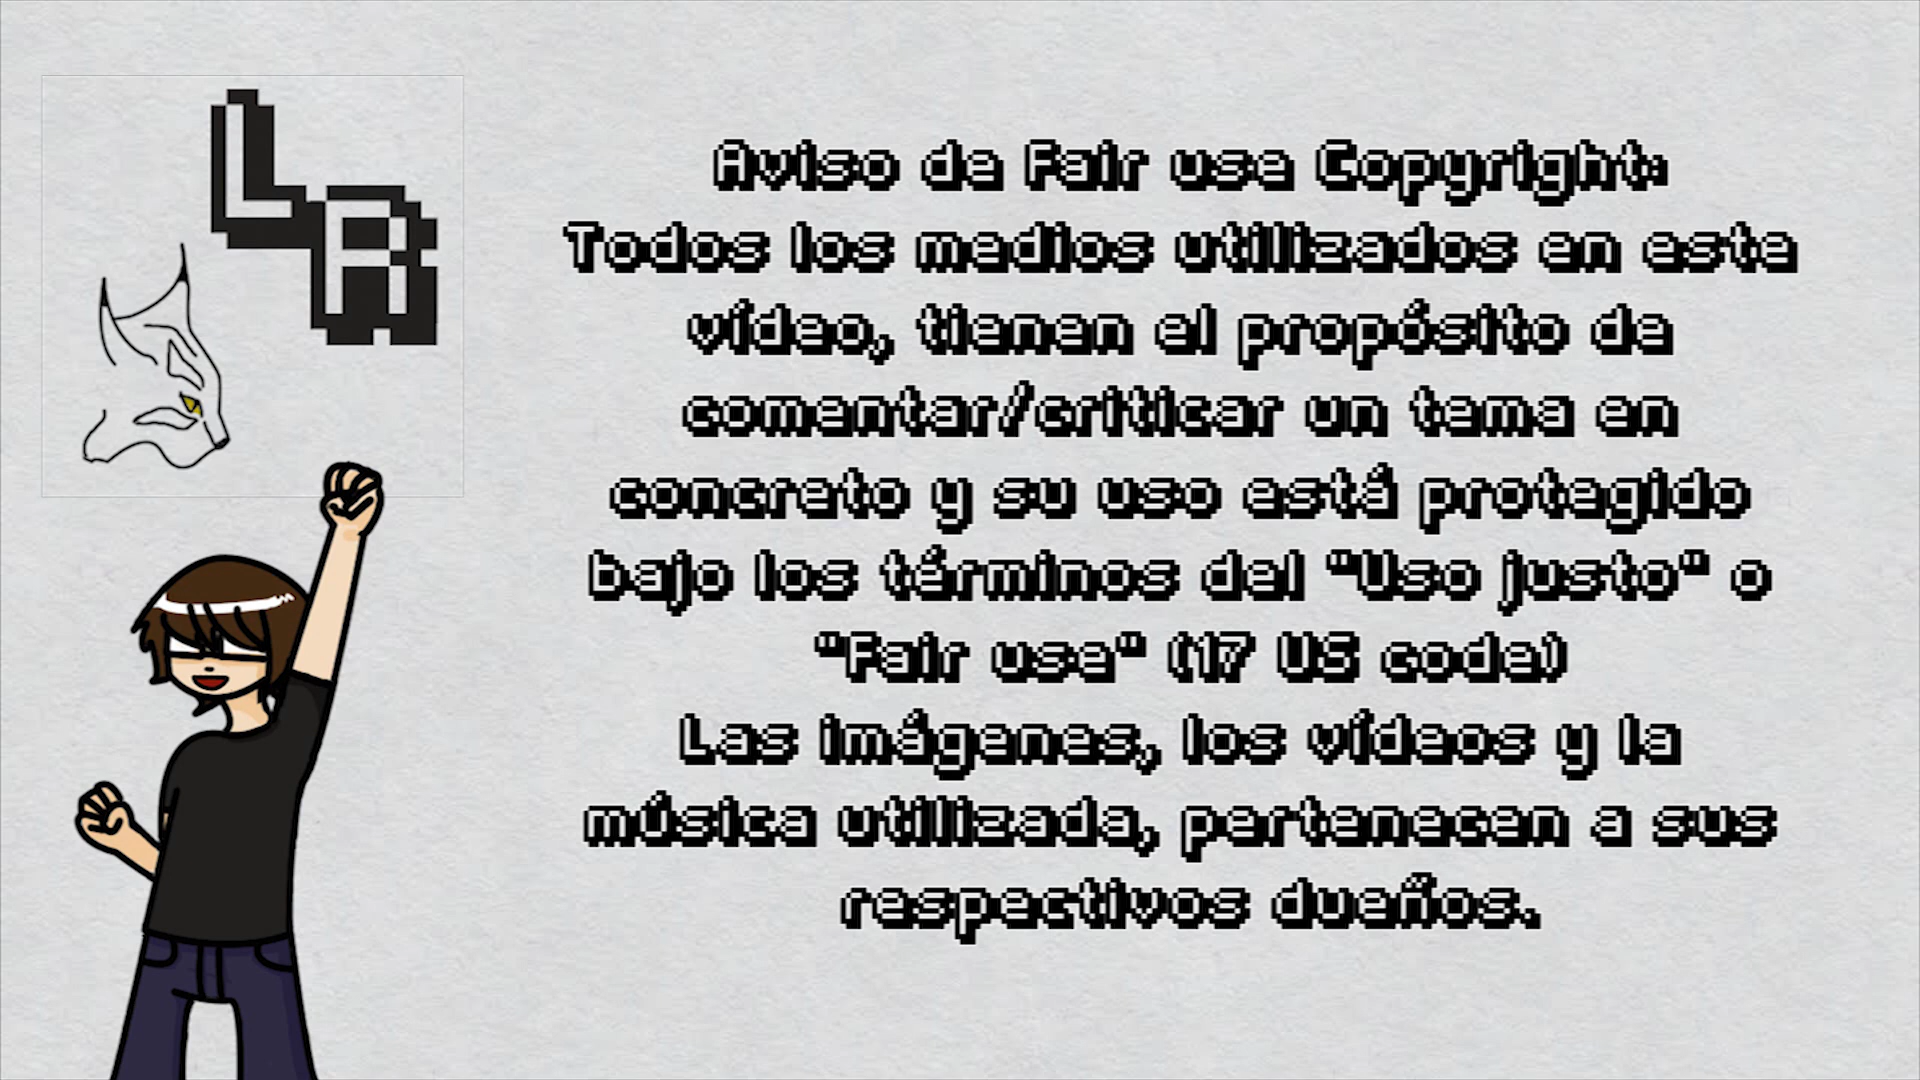 LR
Aviso de Fair use Copyright:
Todos los medios utilizados en este
vídeo, tienen el propósito de
comentar/criticar un tema en
concreto y su uso está protegido
bajo los términos del "Uso justo" o
"Fair use" (17 US code)
Las imágenes, los vídeos y la
música utilizada, pertenecen a sus
respectivos dueños.